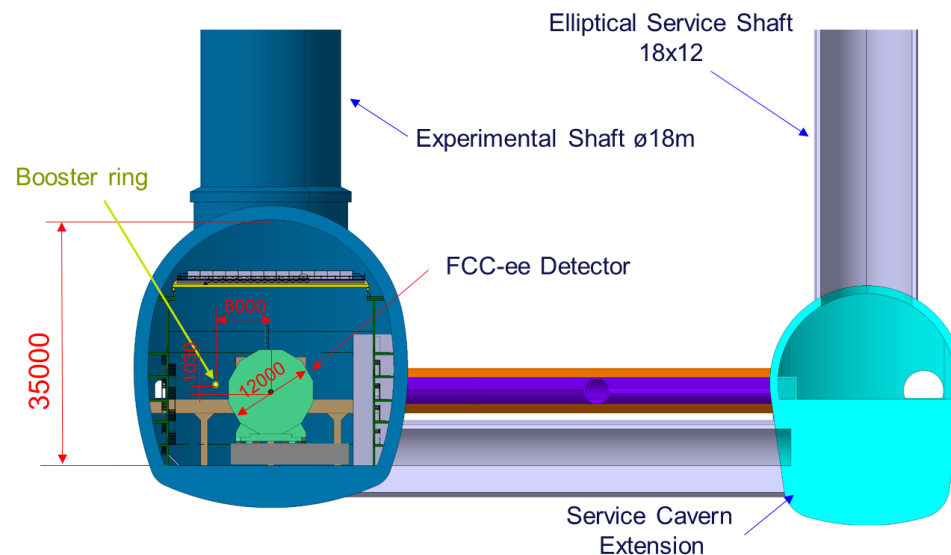 Elliptical Service Shaft
18x12
Experimental Shaft ø18m
Booster ring
FCC-ee Detector
8000
35000
1030
12000
Service Cavern
Extension